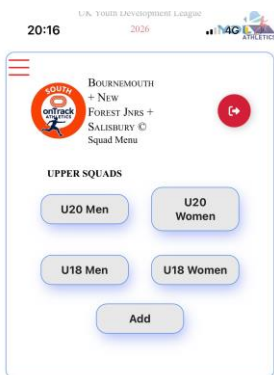 UK Youth Development League
20:16
2026
4G
ATHLETICS
SOUTH
onTrack
ATHLETICS
BOURNEMOUTH
+ NEW
FOREST JNRS +
SALISBURY ©
Squad Menu
UPPER SQUADS
U20 Men
U20
Women
U18 Men
U18 Women
Add